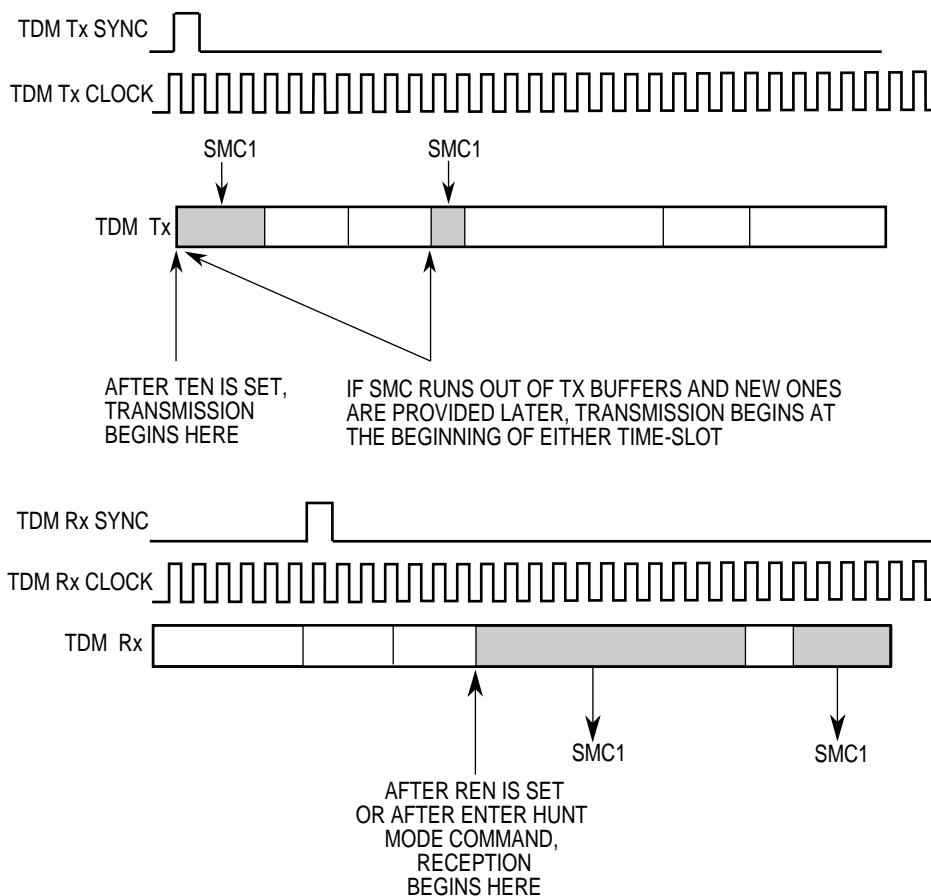 TDM Tx SYNC
TDM Tx CLOCK
SMC1
SMC1
TDM Tx
AFTER TEN IS SET,
TRANSMISSION
BEGINS HERE
IF SMC RUNS OUT OF TX BUFFERS AND NEW ONES
ARE PROVIDED LATER, TRANSMISSION BEGINS AT
THE BEGINNING OF EITHER TIME-SLOT
TDM Rx SYNC
TDM Rx CLOCK
TDM Rx
SMC1
SMC1
AFTER REN IS SET
OR AFTER ENTER HUNT
MODE COMMAND,
RECEPTION
BEGINS HERE